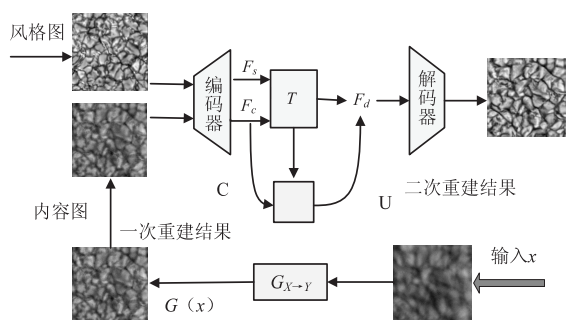 风格图
编码器
F_s
F_c
T
F_d
解码器
C
U
二次重建结果
内容图
一次重建结果
G（x）
G_{X→Y}
输入x